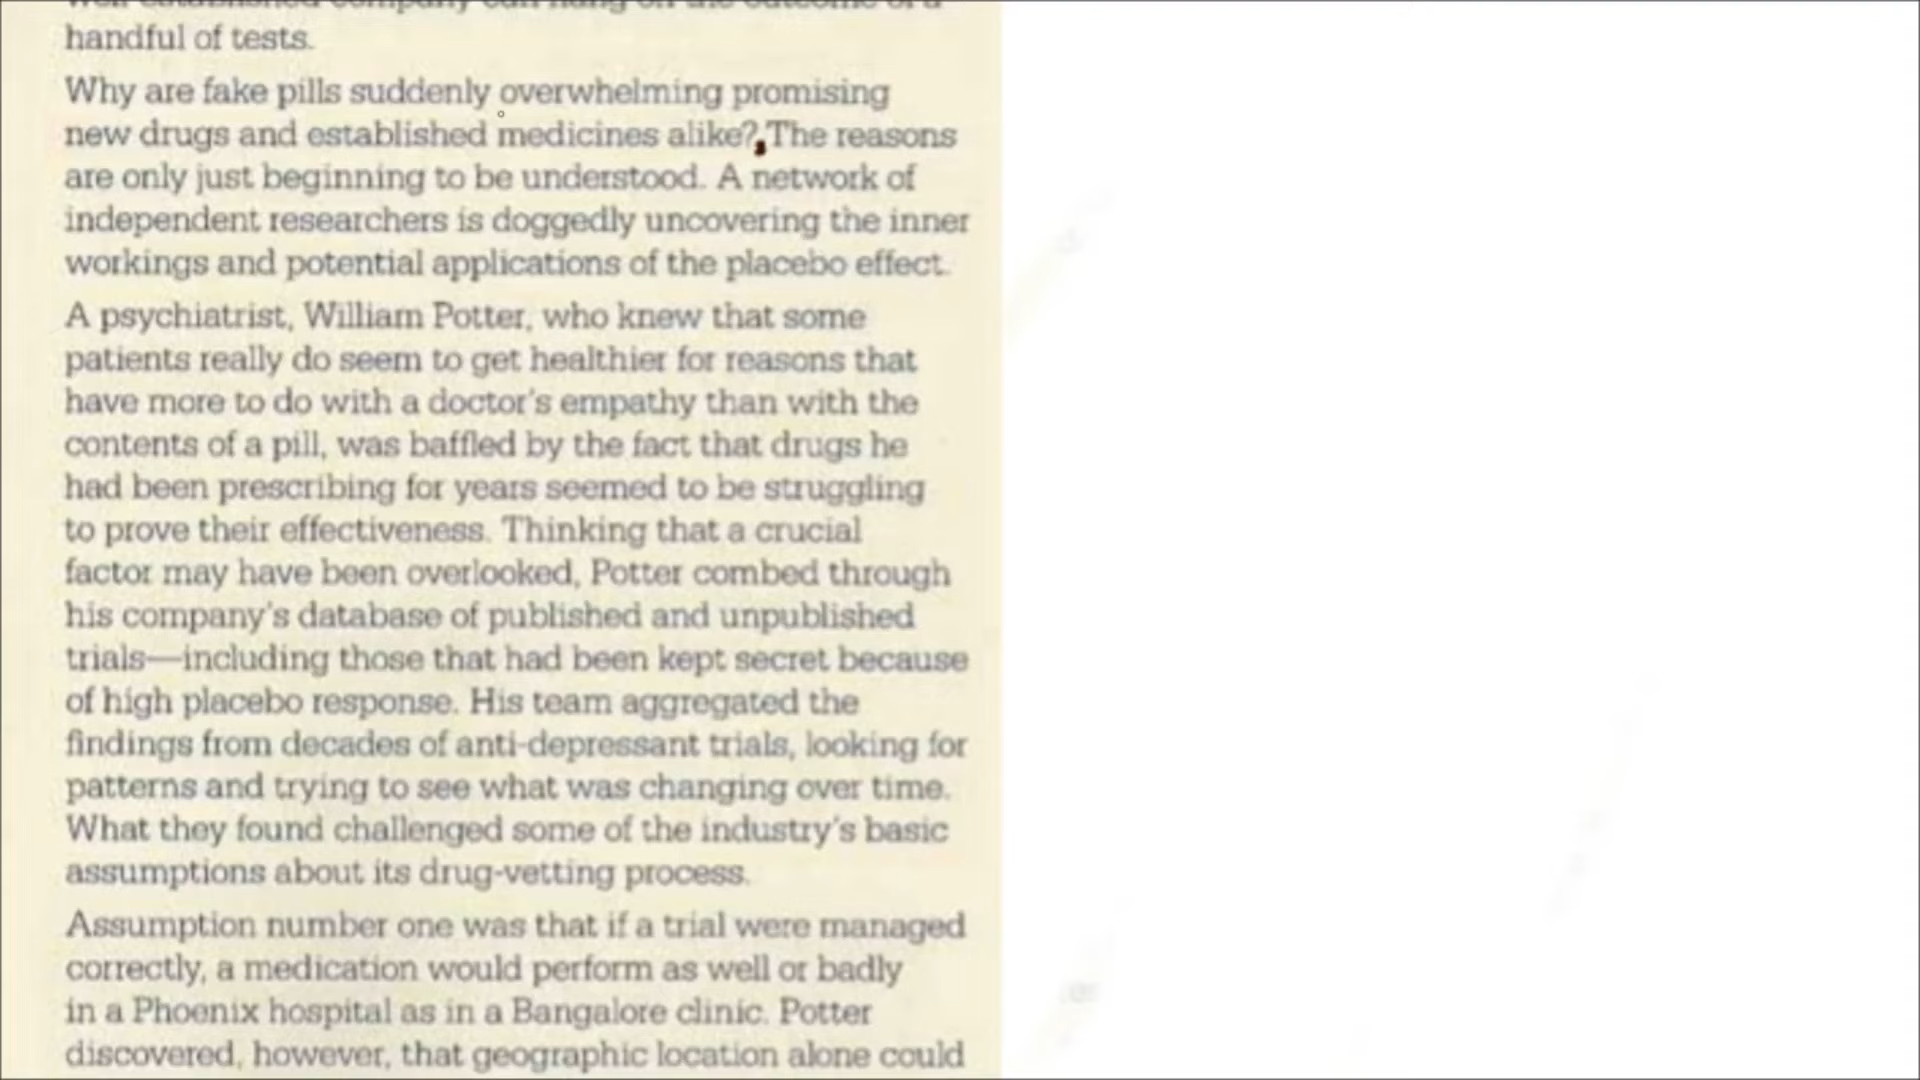 well-established company can hang on the outcome of a
handful of tests.
Why are fake pills suddenly overwhelming promising
new drugs and established medicines alike? The reasons
are only just beginning to be understood. A network of
independent researchers is doggedly uncovering the inner
workings and potential applications of the placebo effect.
A psychiatrist, William Potter, who knew that some
patients really do seem to get healthier for reasons that
have more to do with a doctor's empathy than with the
contents of a pill, was baffled by the fact that drugs he
had been prescribing for years seemed to be struggling
to prove their effectiveness. Thinking that a crucial
factor may have been overlooked, Potter combed through
his company's database of published and unpublished
trials—including those that had been kept secret because
of high placebo response. His team aggregated the
findings from decades of anti-depressant trials, looking for
patterns and trying to see what was changing over time.
What they found challenged some of the industry's basic
assumptions about its drug-vetting process.
Assumption number one was that if a trial were managed
correctly, a medication would perform as well or badly
in a Phoenix hospital as in a Bangalore clinic. Potter
discovered, however, that geographic location alone could